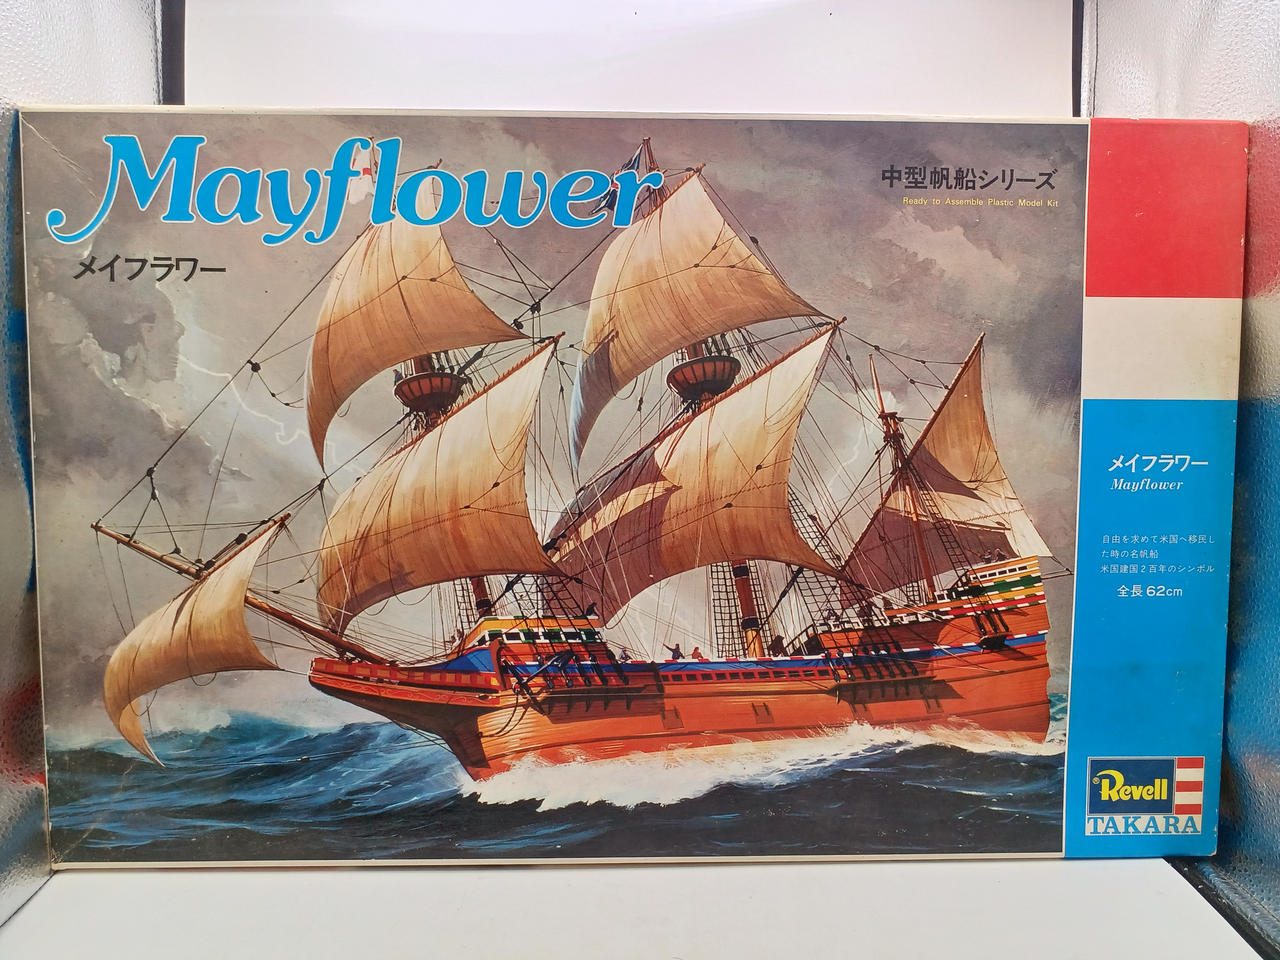 Mayflower
メイフラワー
中型帆船シリーズ
Ready to Assemble Plastic Model Kit
メイフラワー
Mayflower
自由を求めて米国へ移民し
た時の名帆船
米国建国2百年のシンボル
全長62cm
®Revell
TAKARA